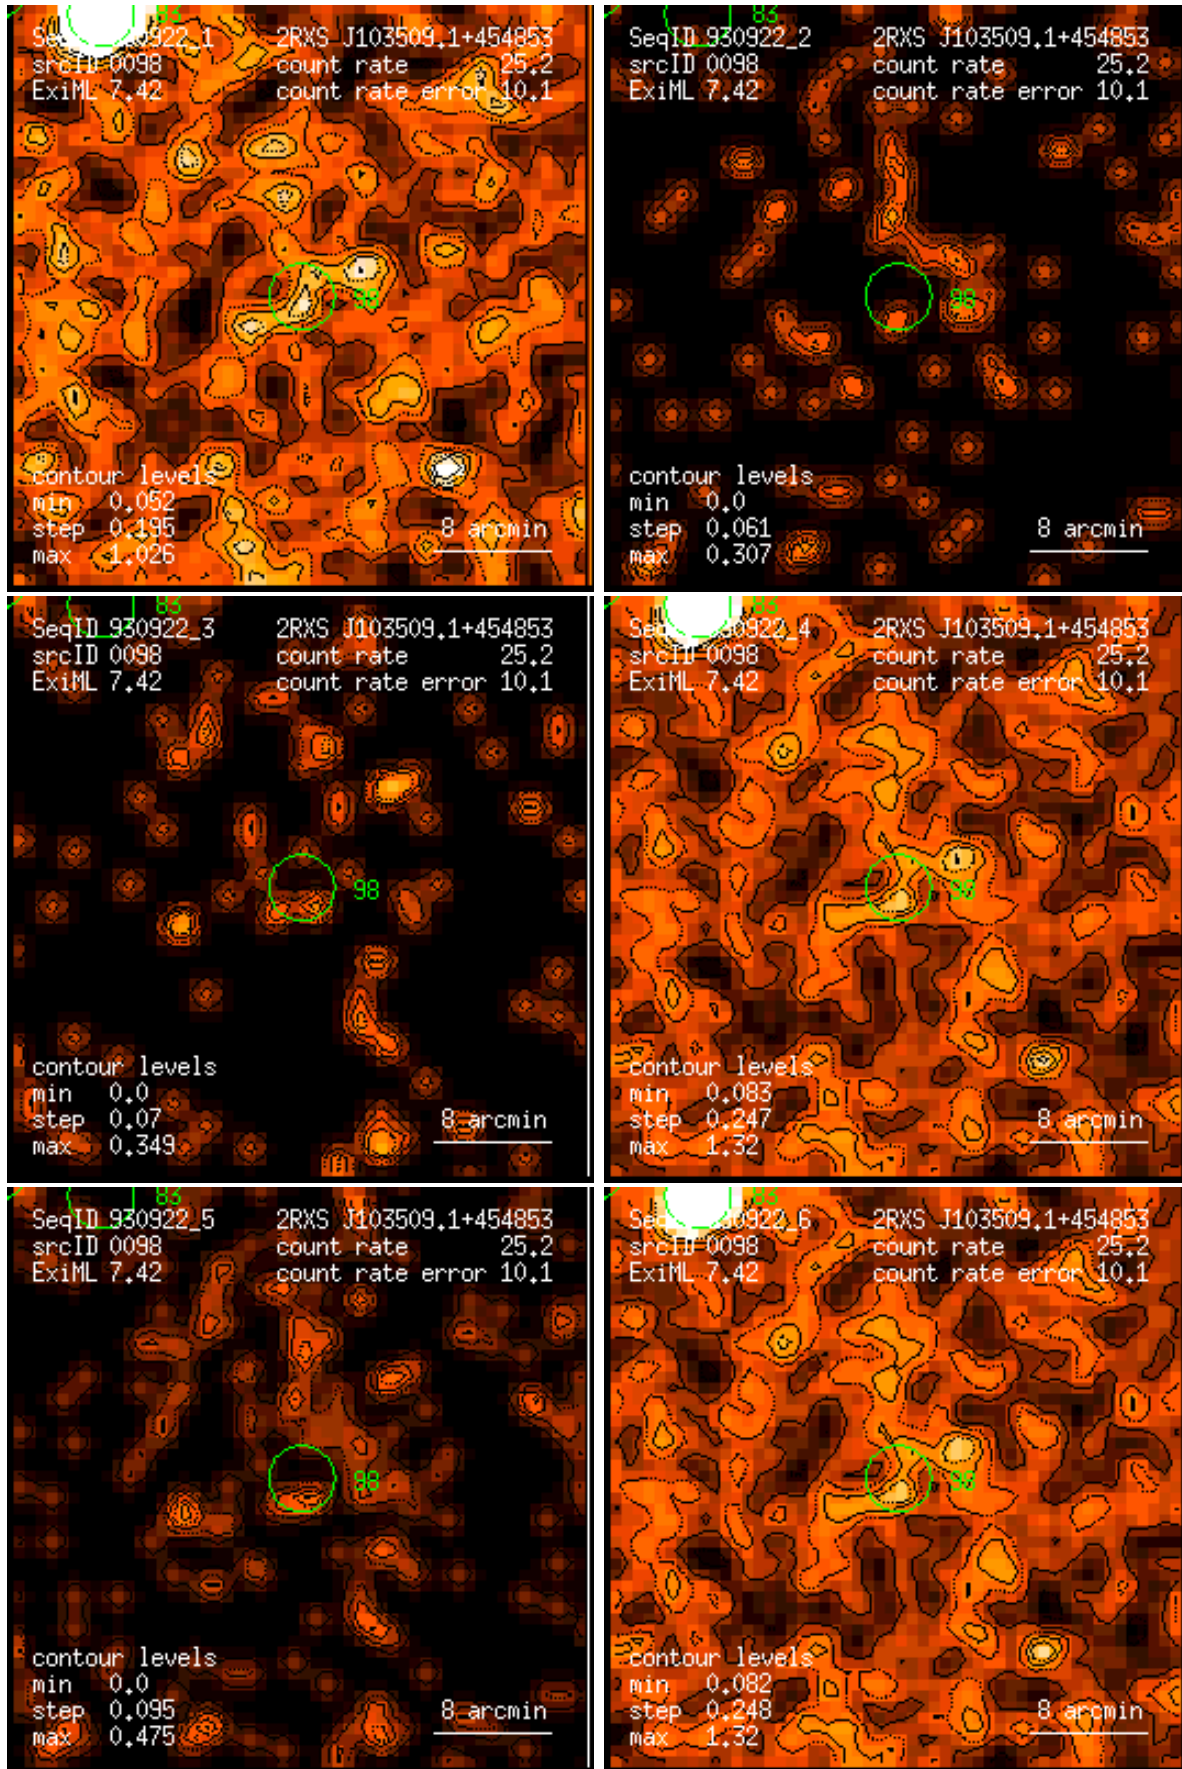 83
SeqID 930922_1 2RXS J103509.1+454853
srcID 0098 count rate 25.2
ExiML 7.42 count rate error 10.1
98
contour levels
min 0.052
step 0.195 8 arcmin
max 1.026
83
SeqID 930922_2 2RXS J103509.1+454853
srcID 0098 count rate 25.2
ExiML 7.42 count rate error 10.1
98
contour levels
min 0.0
step 0.061 8 arcmin
max 0.307
83
SeqID 930922_3 2RXS J103509.1+454853
srcID 0098 count rate 25.2
ExiML 7.42 count rate error 10.1
98
contour levels
min 0.0
step 0.07 8 arcmin
max 0.349
83
SeqID 930922_4 2RXS J103509.1+454853
srcID 0098 count rate 25.2
ExiML 7.42 count rate error 10.1
98
contour levels
min 0.083
step 0.247 8 arcmin
max 1.32
83
SeqID 930922_5 2RXS J103509.1+454853
srcID 0098 count rate 25.2
ExiML 7.42 count rate error 10.1
98
contour levels
min 0.0
step 0.095 8 arcmin
max 0.475
83
SeqID 930922_6 2RXS J103509.1+454853
srcID 0098 count rate 25.2
ExiML 7.42 count rate error 10.1
98
contour levels
min 0.082
step 0.248 8 arcmin
max 1.32